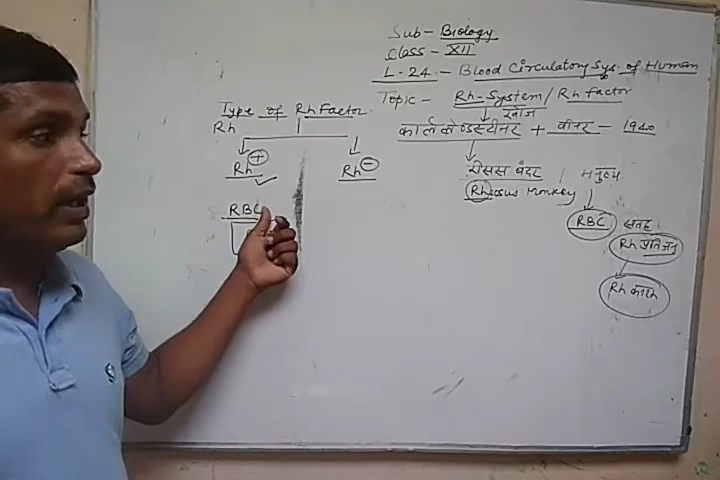 Sub- Biology
Class - XII
L-24. - Blood Circulatory Sys. of Human
Topic - Rh-System / Rh Factor
खोज
कार्ल लैण्डस्टीनर + वीनर - 1940
रीसस बंदर / मनुष्य
Rheasus Monkey
RBC सतह
Rh प्रतिजन
Rh कारक
Type of Rh Factor.
Rh
Rh +
Rh -
RBC